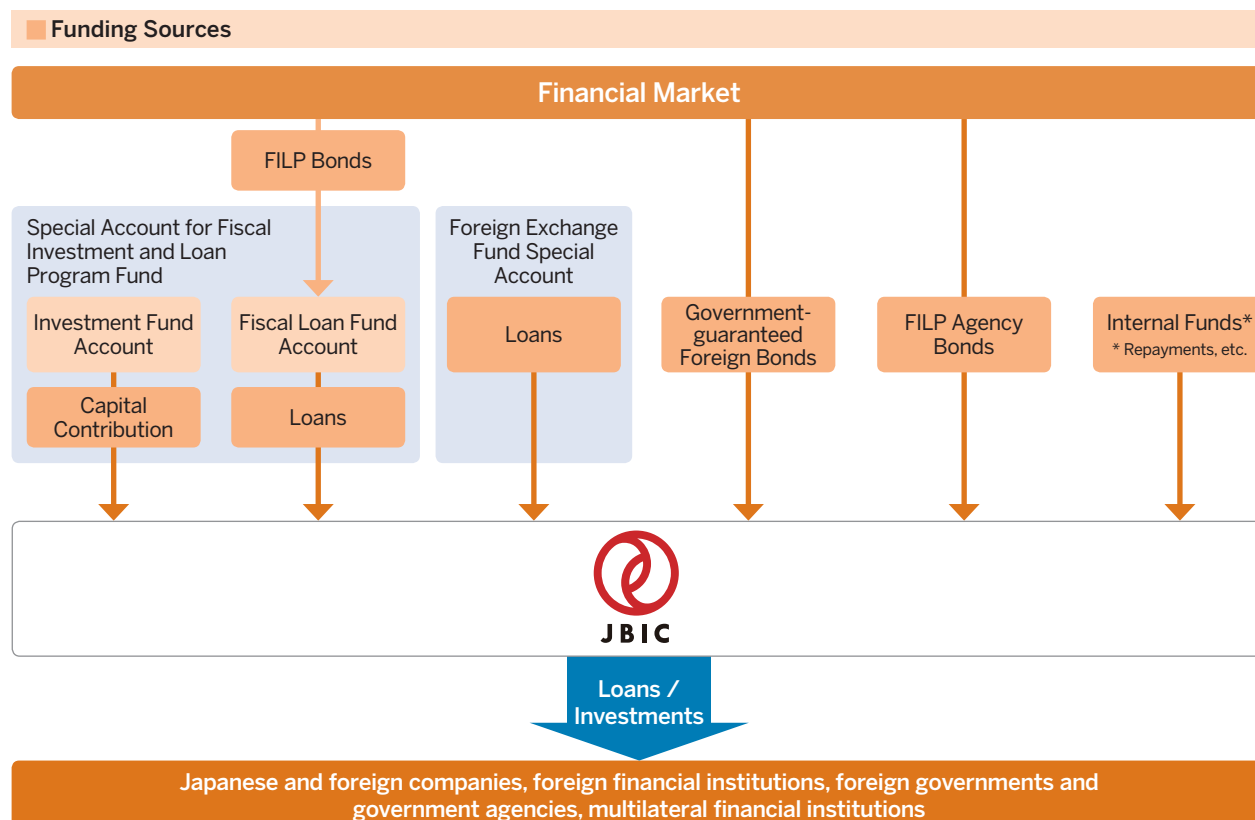 Funding Sources
Financial Market
FILP Bonds
Special Account for Fiscal
Investment and Loan
Program Fund
Investment Fund
Account
Capital
Contribution
Fiscal Loan Fund
Account
Loans
Foreign Exchange
Fund Special
Account
Loans
Government-
guaranteed
Foreign Bonds
FILP Agency
Bonds
Internal Funds*
* Repayments, etc.
JBIC
Loans /
Investments
Japanese and foreign companies, foreign financial institutions, foreign governments and
government agencies, multilateral financial institutions